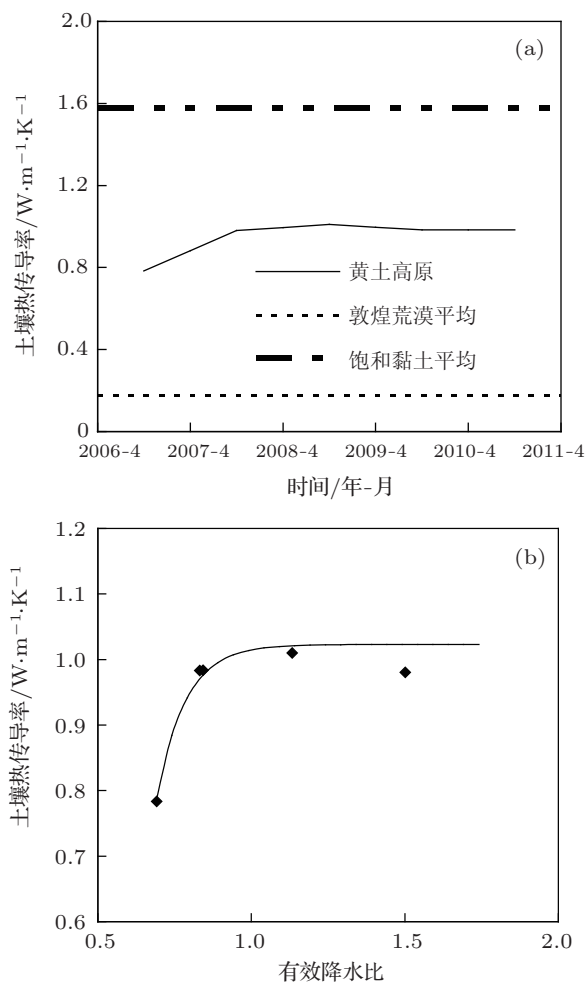 (a)
2.0
1.6
1.2
0.8
0.4
0
土壤热传导率/W·m⁻¹·K⁻¹
黄土高原
敦煌荒漠平均
饱和黏土平均
2006-4 2007-4 2008-4 2009-4 2010-4 2011-4
时间/年-月
(b)
1.2
1.1
1.0
0.9
0.8
0.7
0.6
土壤热传导率/W·m⁻¹·K⁻¹
0.5 1.0 1.5 2.0
有效降水比